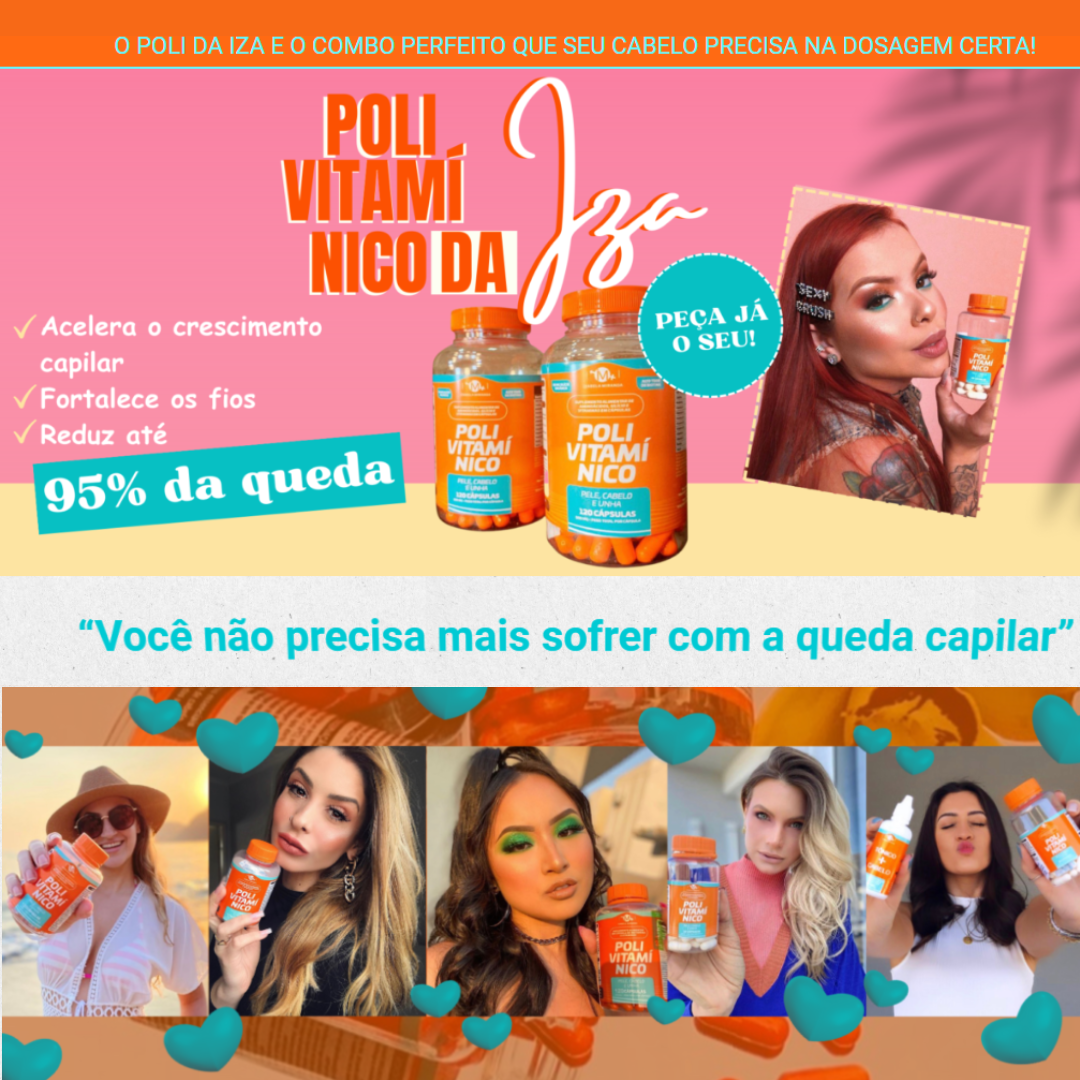 O POLI DA IZA E O COMBO PERFEITO QUE SEU CABELO PRECISA NA DOSAGEM CERTA!
POLI
VITAMÍ
NICO DA
Iza
Acelera o crescimento
capilar
Fortalece os fios
Reduz até
95% da queda
PEÇA JÁ
O SEU!
SEXY
CRUSH
POLI
VITAMÍ
NICO
PELE, CABELO
E UNHA
120 CÁPSULAS
POLI
VITAMÍ
NICO
PELE, CABELO
E UNHA
120 CÁPSULAS
POLI
VITAMÍ
NICO
“Você não precisa mais sofrer com a queda capilar”
POLI
VITAMÍ
NICO
POLI
VITAMÍ
NICO
POLI
VITAMÍ
NICO
POLI
VITAMÍ
NICO
POLI
VITAMÍ
NICO